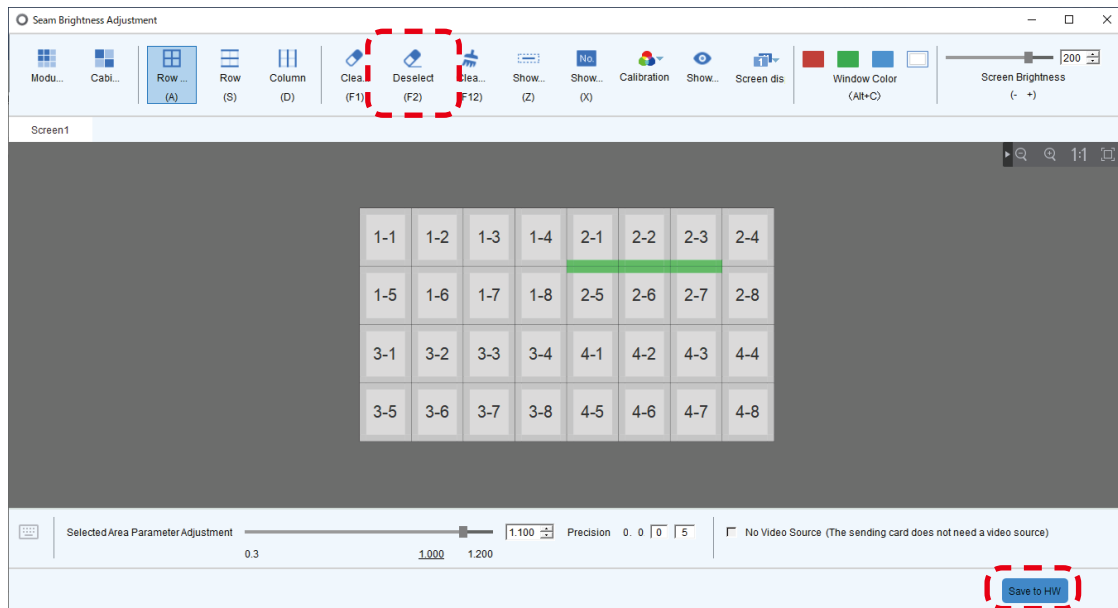 Seam Brightness Adjustment
Modu... Cabi... Row ... Row Column Clea... Deselect Clea... Show... Show... Calibration Show... Screen dis Window Color Screen Brightness 200
No.
(A) (S) (D) (F1) (F2) (F12) (Z) (X) (Alt+C) (- +)
Screen1
1:1
1-1 1-2 1-3 1-4 2-1 2-2 2-3 2-4
1-5 1-6 1-7 1-8 2-5 2-6 2-7 2-8
3-1 3-2 3-3 3-4 4-1 4-2 4-3 4-4
3-5 3-6 3-7 3-8 4-5 4-6 4-7 4-8
Selected Area Parameter Adjustment 1.100 Precision 0. 0 0 5 No Video Source (The sending card does not need a video source)
0.3 1.000 1.200
Save to HW